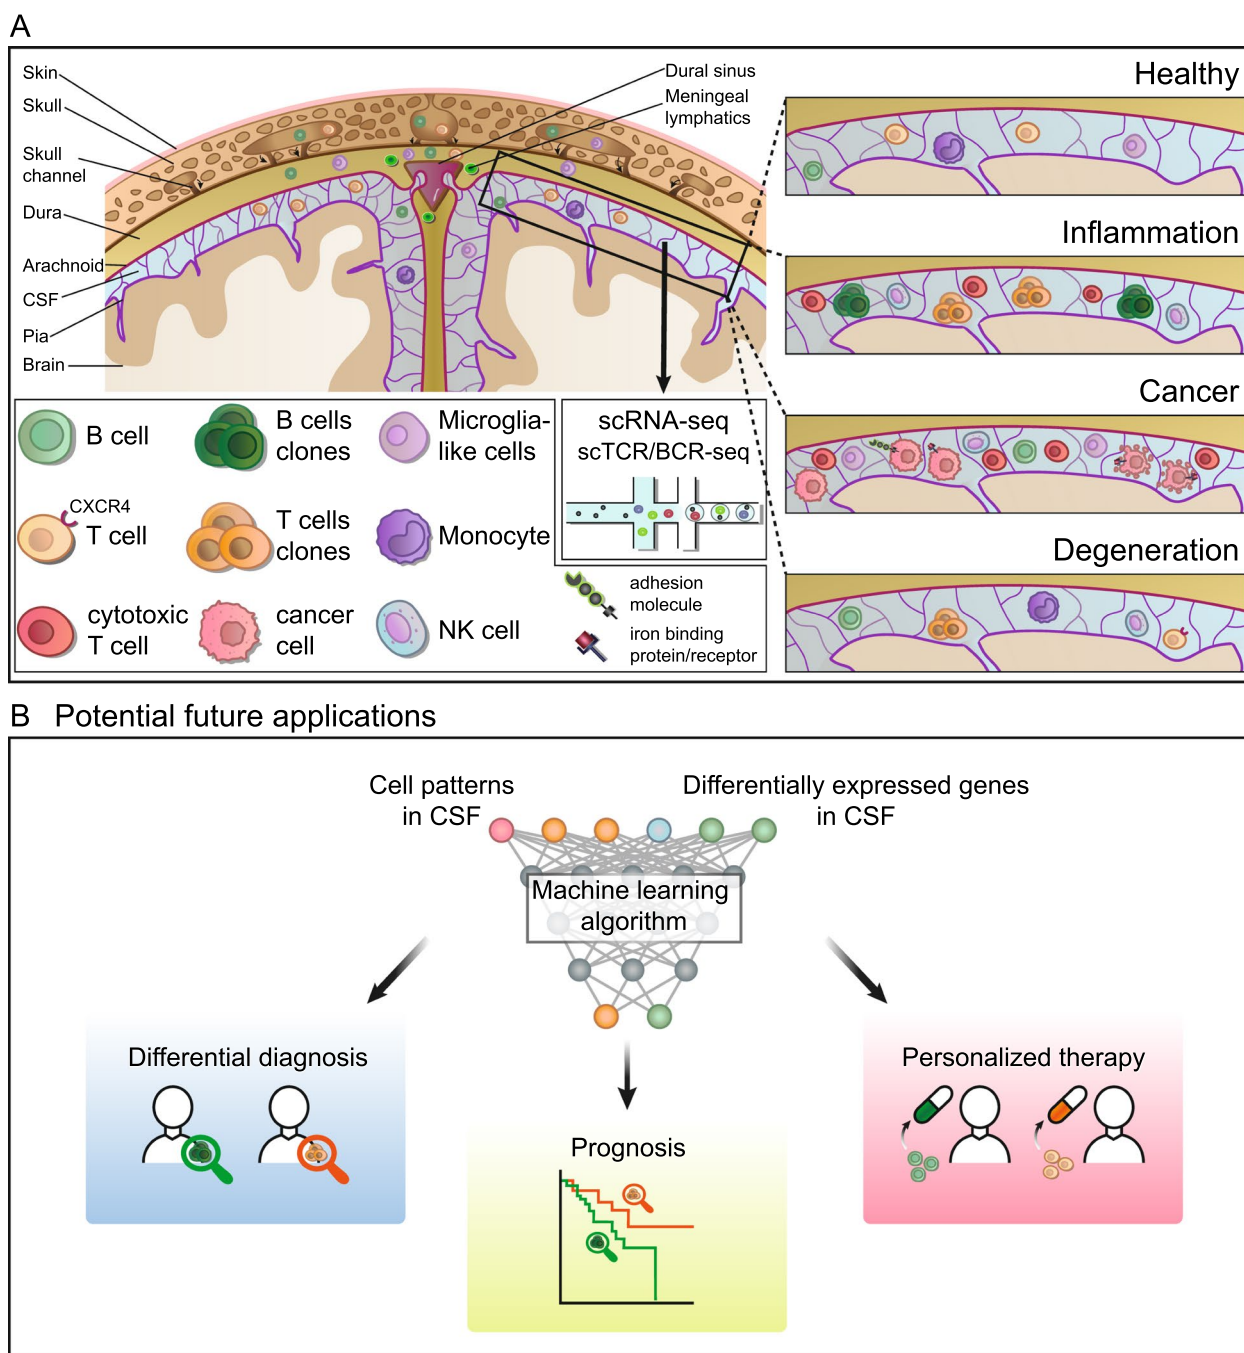 A
Skin
Skull
Skull
channel
Dura
Arachnoid
CSF
Pia
Brain
Dural sinus
Meningeal
lymphatics
Healthy
Inflammation
Cancer
Degeneration
B cell
B cells
clones
Microglia-
like cells
CXCR4
T cell
T cells
clones
Monocyte
cytotoxic
T cell
cancer
cell
NK cell
scRNA-seq
scTCR/BCR-seq
adhesion
molecule
iron binding
protein/receptor
B Potential future applications
Cell patterns
in CSF
Differentially expressed genes
in CSF
Machine learning
algorithm
Differential diagnosis
Prognosis
Personalized therapy